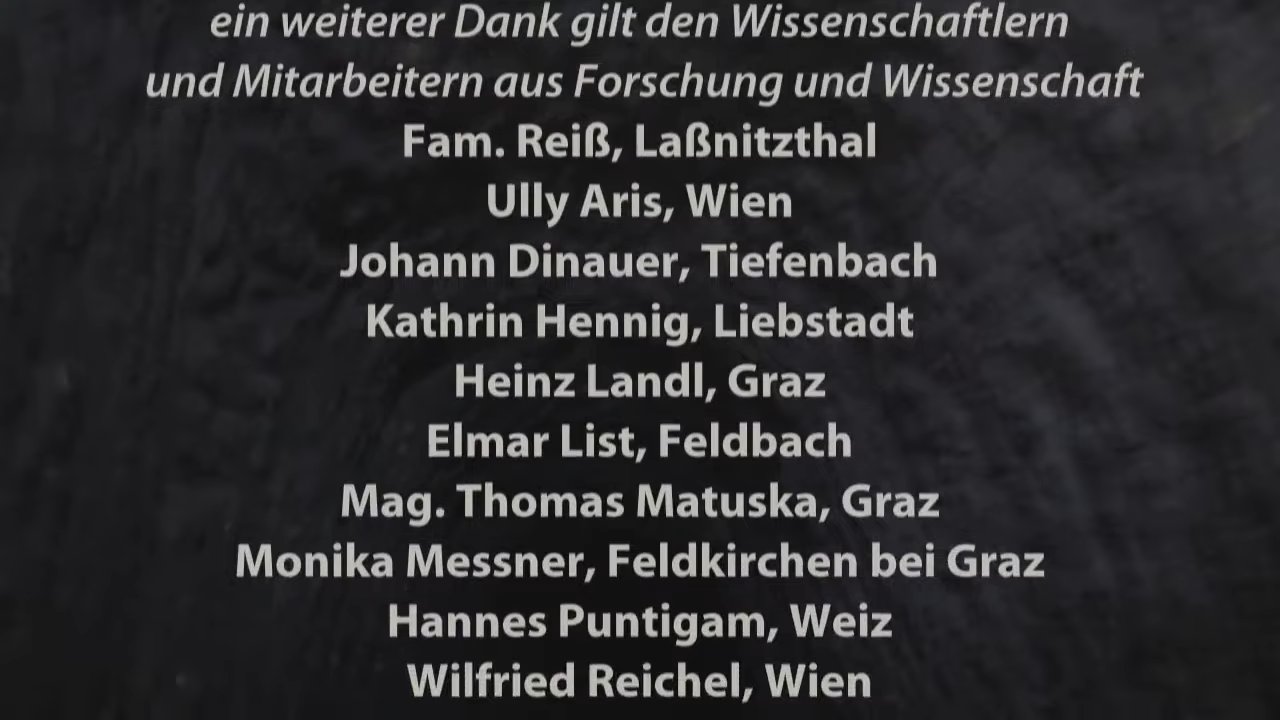 ein weiterer Dank gilt den Wissenschaftlern
und Mitarbeitern aus Forschung und Wissenschaft
Fam. Reiß, Laßnitzthal
Ully Aris, Wien
Johann Dinauer, Tiefenbach
Kathrin Hennig, Liebstadt
Heinz Landl, Graz
Elmar List, Feldbach
Mag. Thomas Matuska, Graz
Monika Messner, Feldkirchen bei Graz
Hannes Puntigam, Weiz
Wilfried Reichel, Wien